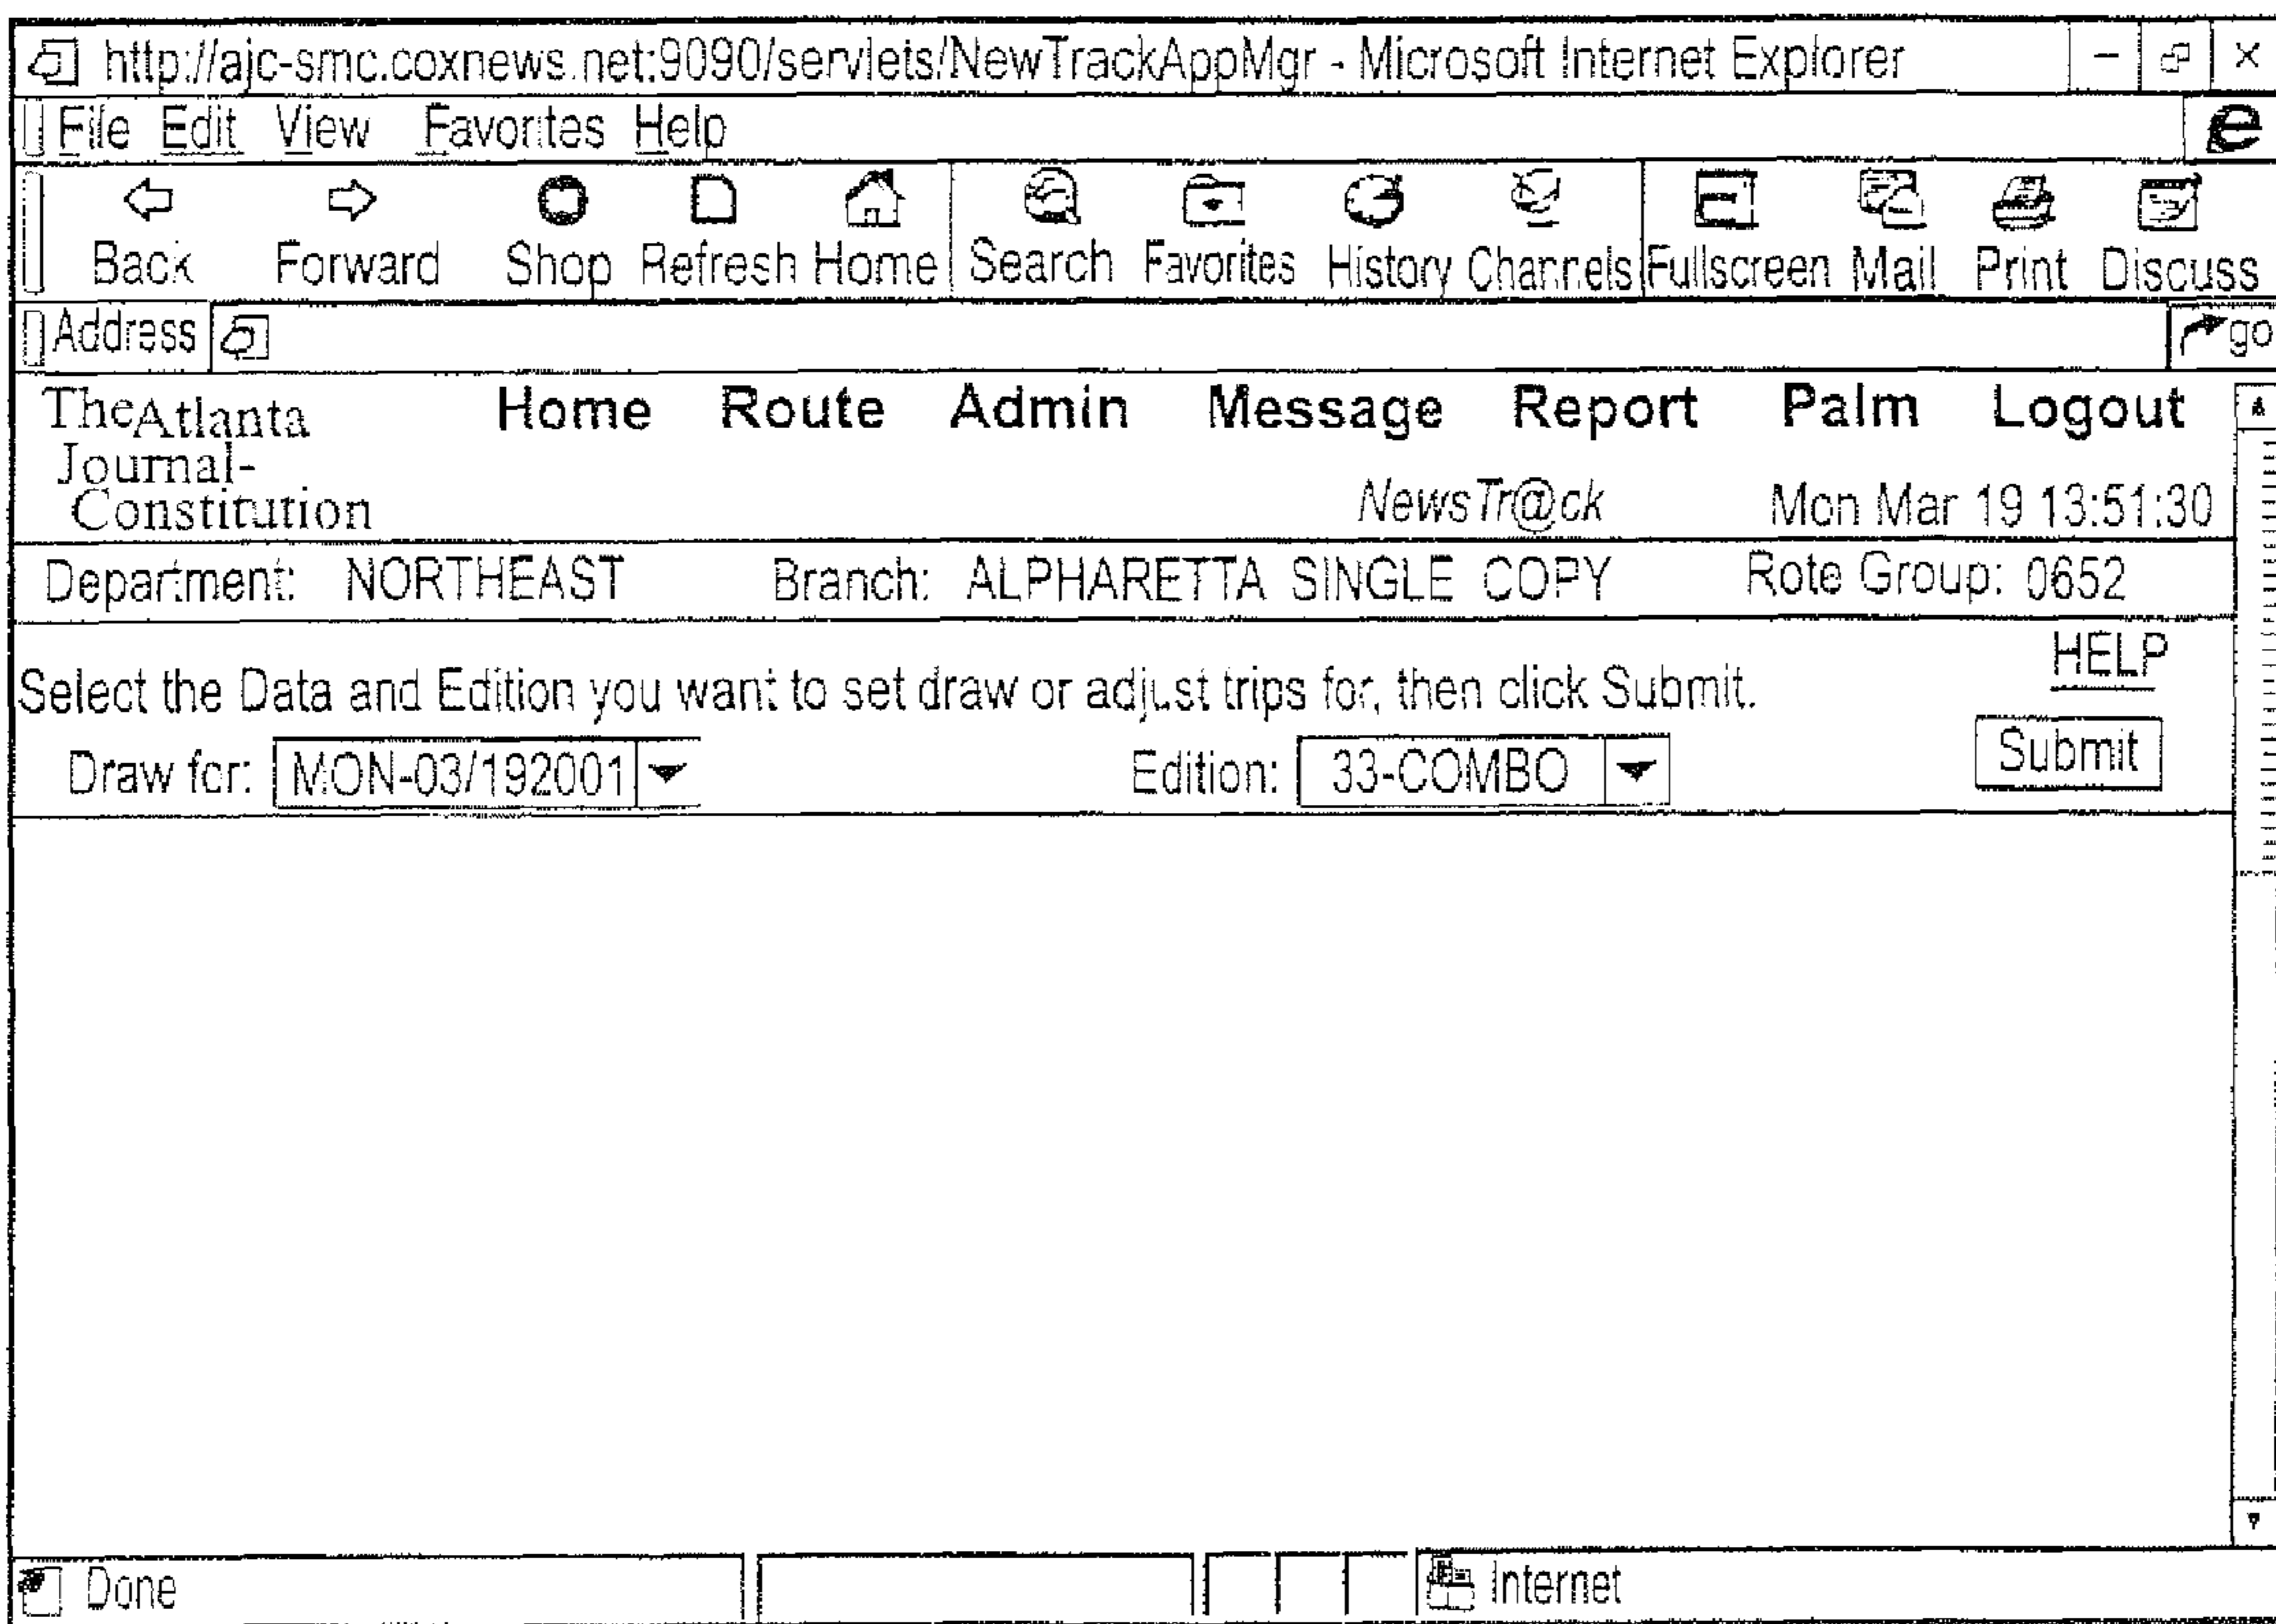 http://ajc-smc.coxnews.net:9090/servlets/NewTrackAppMgr - Microsoft Internet Explorer
File Edit View Favorites Help
Back Forward Shop Refresh Home Search Favorites History Channels Fullscreen Mail Print Discuss
Address go
The Atlanta Journal-Constitution
Home Route Admin Message Report Palm Logout
NewsTr@ck Mon Mar 19 13:51:30
Department: NORTHEAST Branch: ALPHARETTA SINGLE COPY Rote Group: 0652
HELP
Select the Data and Edition you want to set draw or adjust trips for, then click Submit.
Draw for: MON-03/192001 Edition: 33-COMBO Submit
Done Internet